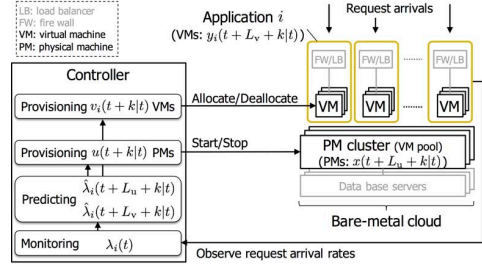 LB: load balancer
FW: fire wall
VM: virtual machine
PM: physical machine
Application i
(VMs: y_i(t + L_v + k|t))
Request arrivals
FW/LB
FW/LB
........
FW/LB
VM
VM
........
VM
Controller
Provisioning v_i(t + k|t) VMs
Allocate/Deallocate
Provisioning u(t + k|t) PMs
Start/Stop
PM cluster (VM pool)
(PMs: x(t + L_u + k|t))
Data base servers
Bare-metal cloud
Predicting
λ̂_i(t + L_u + k|t)
λ̂_i(t + L_v + k|t)
Monitoring λ_i(t)
Observe request arrival rates